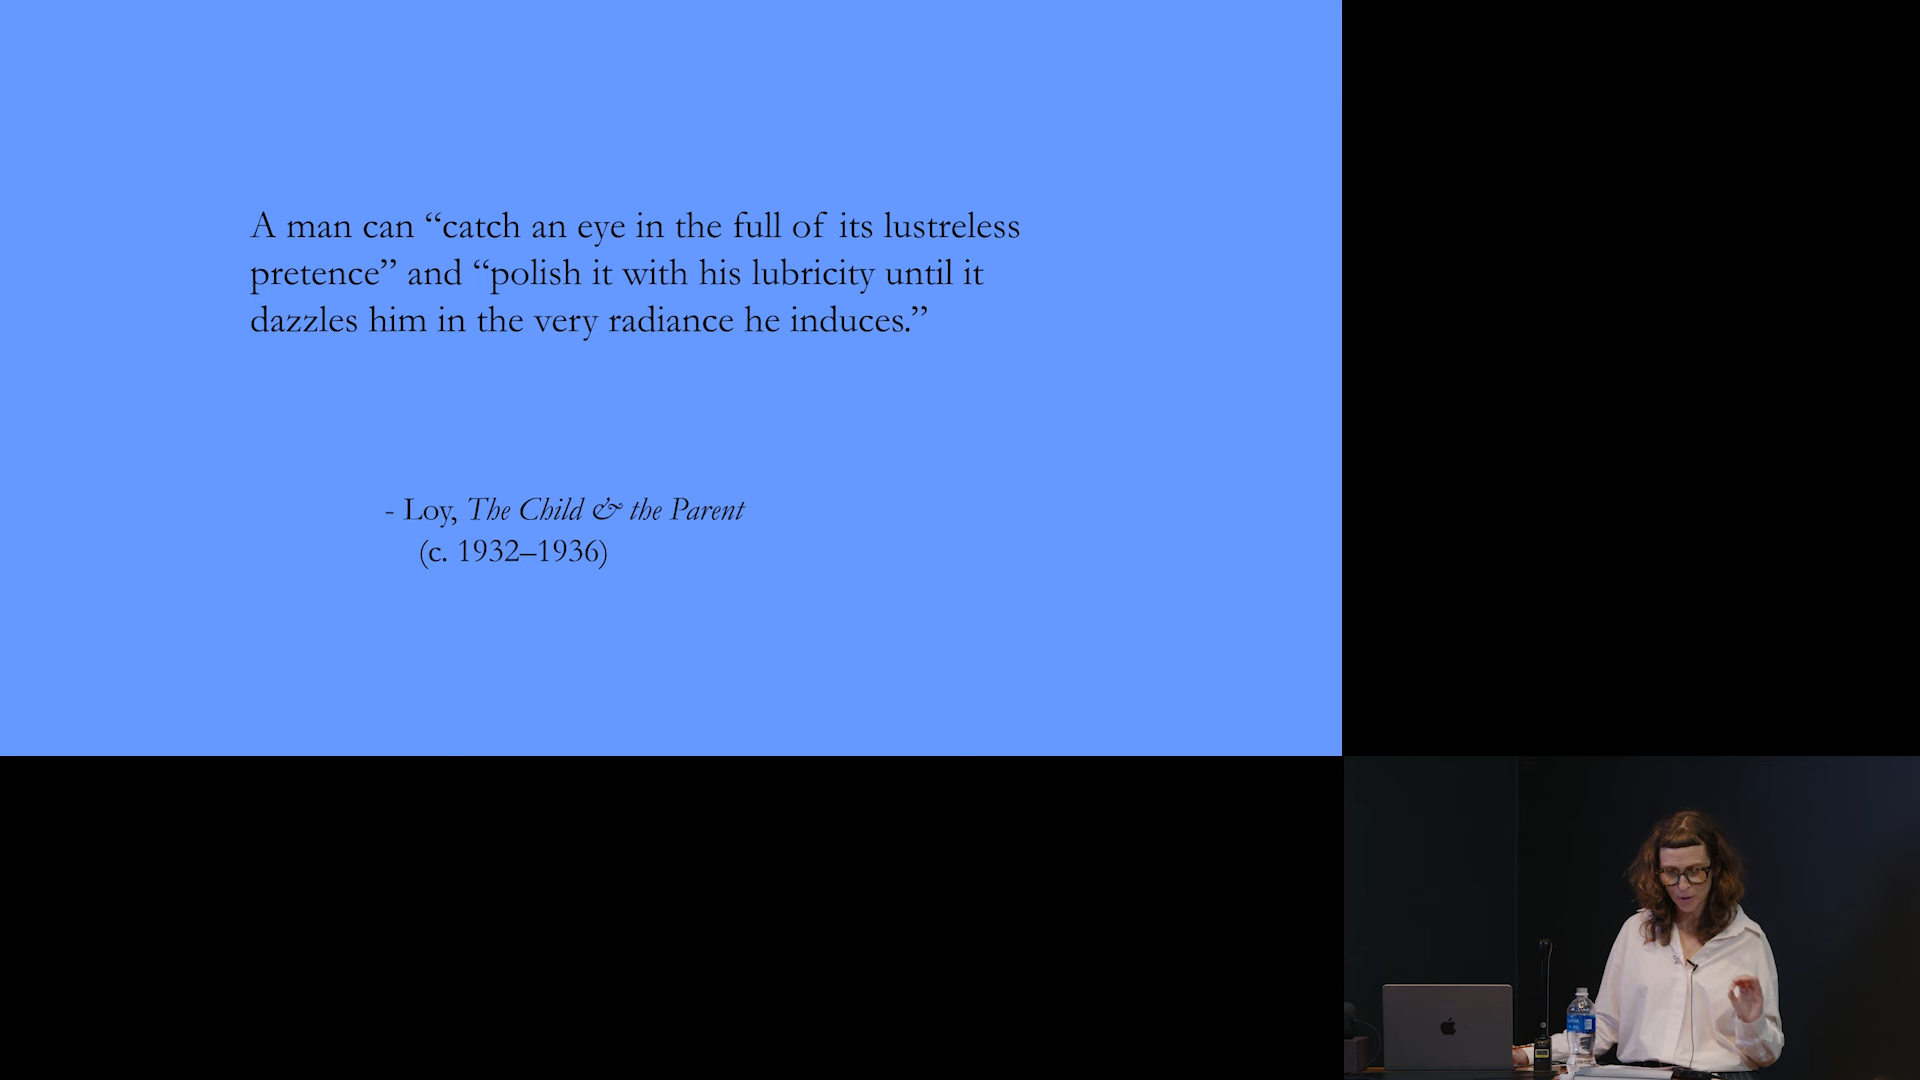 A man can “catch an eye in the full of its lustreless
pretence” and “polish it with his lubricity until it
dazzles him in the very radiance he induces.”
- Loy, The Child & the Parent
(c. 1932–1936)